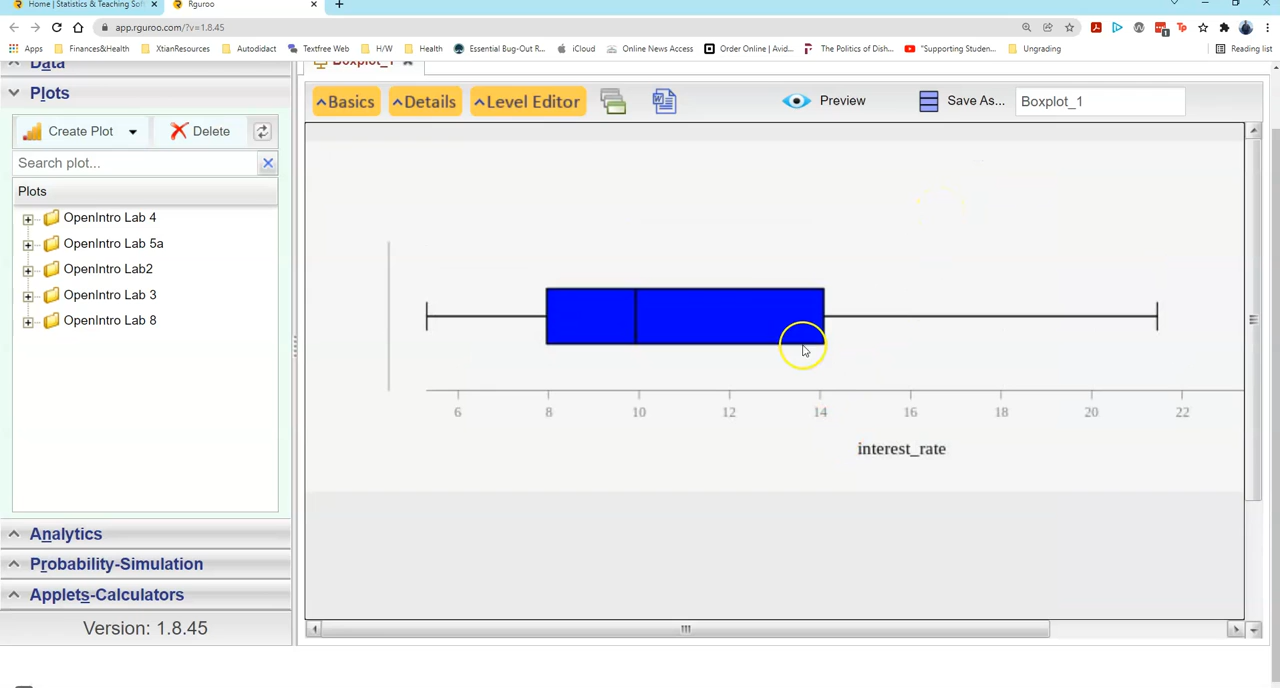 Home | Statistics & Teaching Sof
Rguroo
app.rguroo.com/?v=1.8.45
Apps
Finances&Health
XtianResources
Autodidact
Textfree Web
H/W
Health
Essential Bug-Out R...
iCloud
Online News Access
Order Online | Avid...
The Politics of Dish...
"Supporting Studen...
Ungrading
Reading list
Data
Boxplot_1
Plots
Basics
Details
Level Editor
Preview
Save As...
Boxplot_1
Create Plot
Delete
Search plot...
Plots
OpenIntro Lab 4
OpenIntro Lab 5a
OpenIntro Lab2
OpenIntro Lab 3
OpenIntro Lab 8
6 8 10 12 14 16 18 20 22
interest_rate
Analytics
Probability-Simulation
Applets-Calculators
Version: 1.8.45